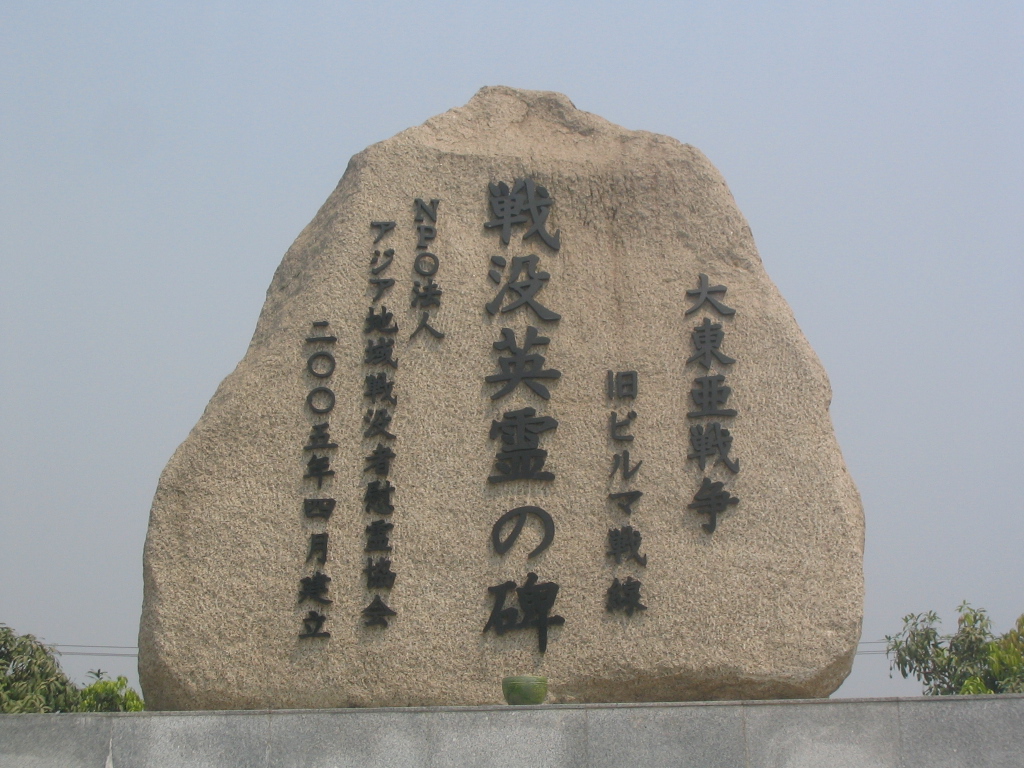 大東亜戦争
旧ビルマ戦線
戦没英霊の碑
NPO法人
アジア地域戦没者慰霊協会
二〇〇五年四月建立